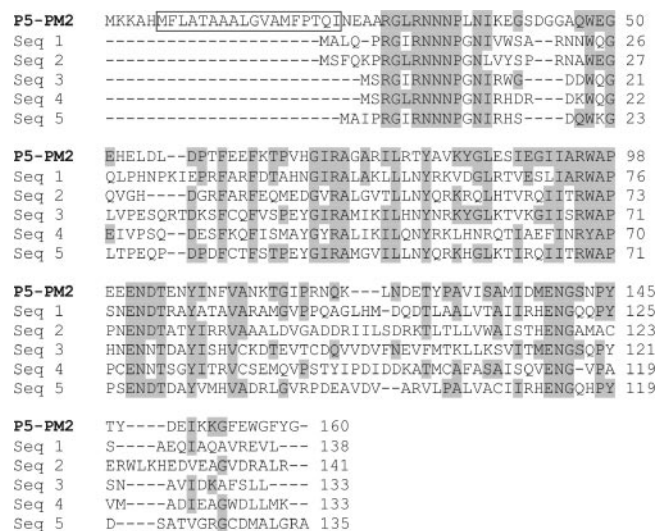 P5-PM2 MKKAHMFLATAAALGVAMFPTQINEAARGLRNNNPLNIKEGSDGGAQWEG 50
Seq 1 ---------------------MALQ-PRGIRNNNPGNIVWSA--RNNWQG 26
Seq 2 ---------------------MSFQKPRGLRNNNPGNLVYSP--RNAWEG 27
Seq 3 -------------------------MSRGIRNNNPGNIRWG----DDWQG 21
Seq 4 -------------------------MSRGLRNNNPGNIRHDR---DKWQG 22
Seq 5 -----------------------MAIPRGIRNNNPGNIRHS----DQWKG 23
P5-PM2 EHELDL--DPTFEEFKTPVHGIRAGARILRTYAVKYGLESIEGIIARWAP 98
Seq 1 QLPHNPKIEPRFARFDTAHNGIRALAKLLLNYRKVDGLRTVESLIARWAP 76
Seq 2 QVGH----DGRFARFEQMEDGVRALGVTLLNYQRKRQLHTVRQIITRWAP 73
Seq 3 LVPESQRTDKSFCQFVSPEYGIRAMIKILHNYRNKYGLKTVKGIISRWAP 71
Seq 4 EIVPSQ--DESFKQFISMAYGYRALIKILQNYRKLHNRQTIAEFINRYAP 70
Seq 5 LTPEQP--DPDFCTFSTPEYGIRAMGVILLNYQRKHGLKTIRQIITRWAP 71
P5-PM2 EEENDTENYINFVANKTGIPRNQK---LNDETYPAVISAMIDMENGSNPY 145
Seq 1 SNENDTRAYATAVARAMGVPPQAGLHM-DQDTLAALVTAIIRHENGQQPY 125
Seq 2 PNENDTATYIRRVAAALDVGADDRIILSDRKTLTLLVWAISTHENGAMAC 123
Seq 3 HNENNTDAYISHVCKDTEVTCDQVVDVFNEVFMTKLLKSVITMENGSQPY 121
Seq 4 PCENNTSGYITRVCSEMQVPSTYIPDIDDKATMCAFASAISQVENG-VPA 119
Seq 5 PSENDTDAYVMHVADRLGVRPDEAVDV--ARVLPALVACIIRHENGQHPY 119
P5-PM2 TY----DEIKKGFEWGFYG- 160
Seq 1 S-----AEQIAQAVREVL-- 138
Seq 2 ERWLKHEDVEAGVDRALR-- 141
Seq 3 SN----AVIDKAFSLL---- 133
Seq 4 VM----ADIEAGWDLLMK-- 133
Seq 5 D-----SATVGRGCDMALGRA 135